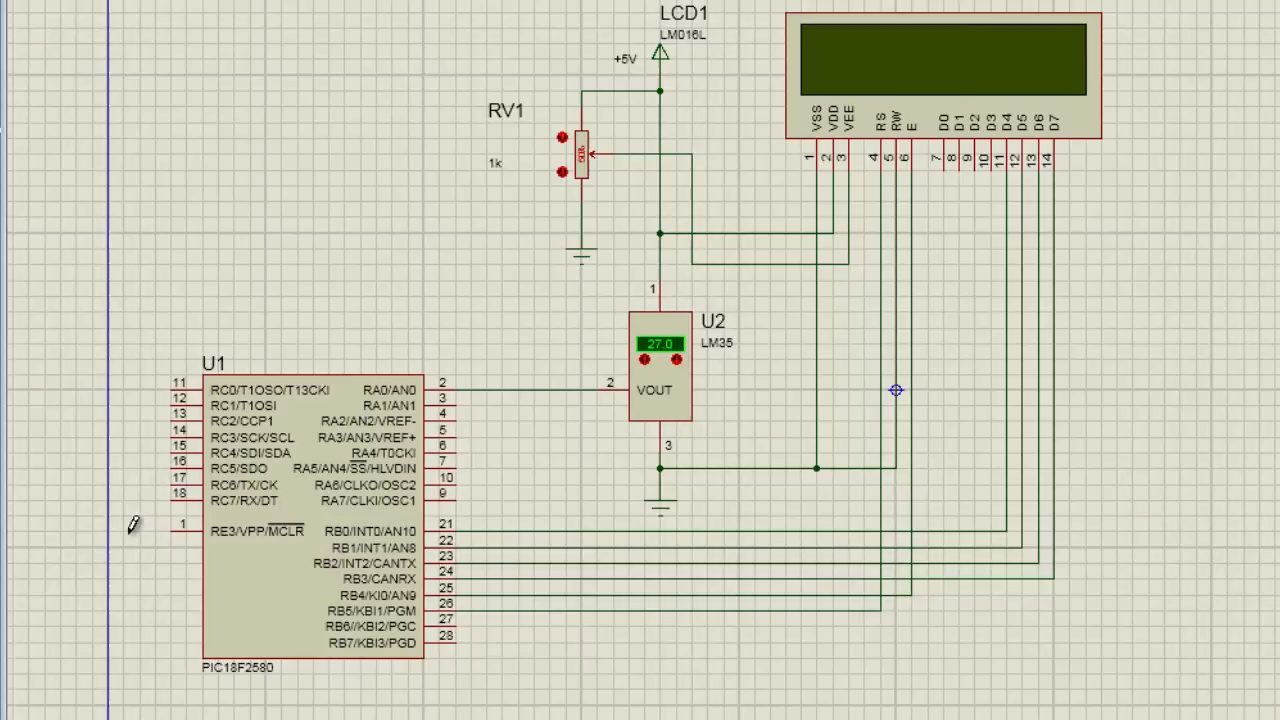 LCD1
LM016L
+5V
RV1
1k
50%
VSS
VDD
VEE
RS
RW
E
D0
D1
D2
D3
D4
D5
D6
D7
1
2
3
4
5
6
7
8
9
10
11
12
13
14
1
U2
LM35
27.0
2
VOUT
3
U1
11 RC0/T1OSO/T13CKI RA0/AN0 2
12 RC1/T1OSI RA1/AN1 3
13 RC2/CCP1 RA2/AN2/VREF- 4
14 RC3/SCK/SCL RA3/AN3/VREF+ 5
15 RC4/SDI/SDA RA4/T0CKI 6
16 RC5/SDO RA5/AN4/SS/HLVDIN 7
17 RC6/TX/CK RA6/CLKO/OSC2 10
18 RC7/RX/DT RA7/CLKI/OSC1 9
1 RE3/VPP/MCLR RB0/INT0/AN10 21
RB1/INT1/AN8 22
RB2/INT2/CANTX 23
RB3/CANRX 24
RB4/KI0/AN9 25
RB5/KBI1/PGM 26
RB6//KBI2/PGC 27
RB7/KBI3/PGD 28
PIC18F2580